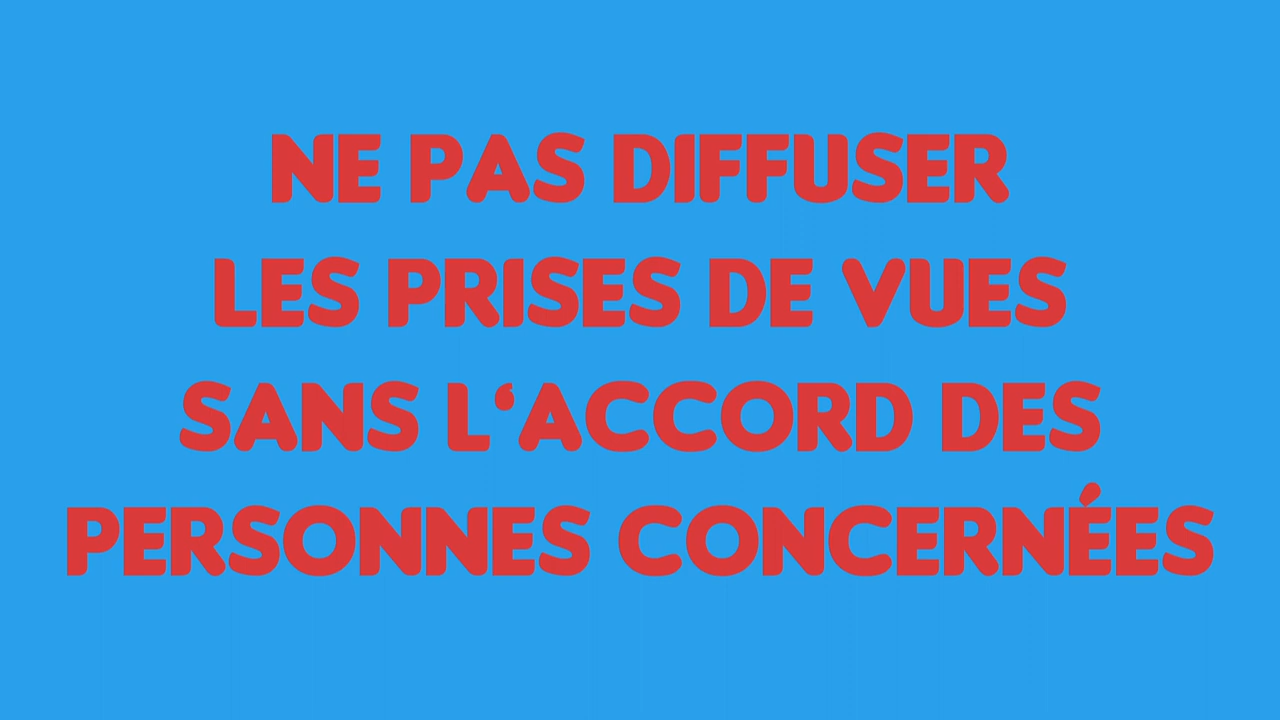 NE PAS DIFFUSER
LES PRISES DE VUES
SANS L‘ACCORD DES
PERSONNES CONCERNÉES